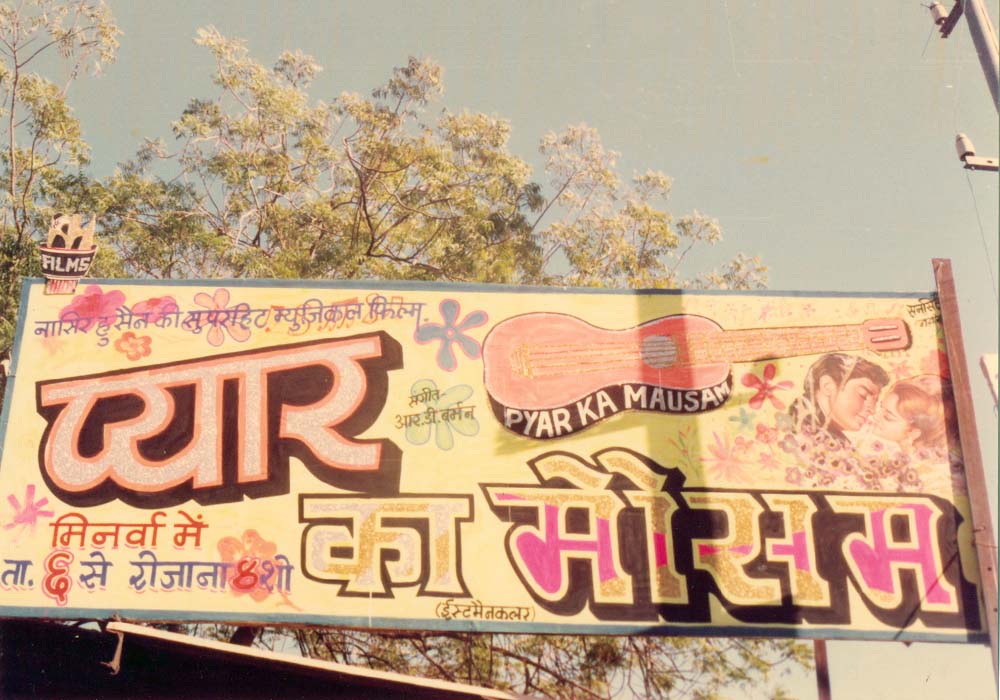 FILMS
नासिर हुसैन की सुपरहिट म्युजिकल फिल्म.
प्यार
संगीत-
आर.डी.बर्मन
PYAR KA MAUSAM
का मौसम
मिनर्वा में
ता. ६ से रोजाना ४ शो
(ईस्टमैनकलर)